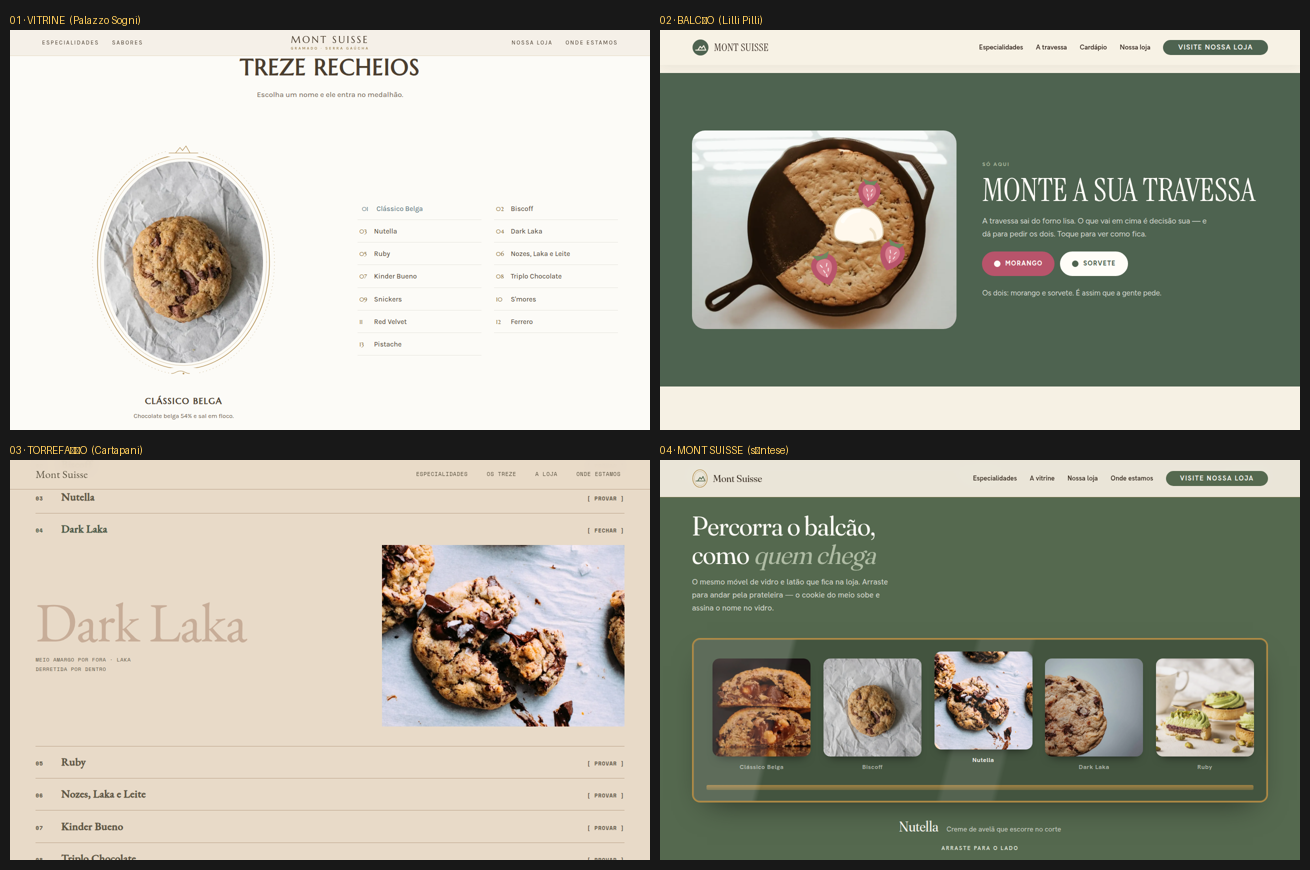 01 · VITRINE (Palazzo Sogni)
ESPECIALIDADES SABORES
MONT SUISSE
GRAMADO · SERRA GAÚCHA
NOSSA LOJA ONDE ESTAMOS
TREZE RECHEIOS
Escolha um nome e ele entra no medalhão.
01 Clássico Belga
02 Biscoff
03 Nutella
04 Dark Laka
05 Ruby
06 Nozes, Laka e Leite
07 Kinder Bueno
08 Triplo Chocolate
09 Snickers
10 S'mores
11 Red Velvet
12 Ferrero
13 Pistache
CLÁSSICO BELGA
Chocolate belga 54% e sal em floco.
02 · BALC O (Lilli Pilli)
MONT SUISSE
Especialidades A travessa Cardápio Nossa loja VISITE NOSSA LOJA
SÓ AQUI
MONTE A SUA TRAVESSA
A travessa sai do forno lisa. O que vai em cima é decisão sua — e
dá para pedir os dois. Toque para ver como fica.
MORANGO SORVETE
Os dois: morango e sorvete. É assim que a gente pede.
03 · TORREFA O (Cartapani)
Mont Suisse
ESPECIALIDADES OS TREZE A LOJA ONDE ESTAMOS
03 Nutella [ PROVAR ]
04 Dark Laka [ FECHAR ]
Dark Laka
MEIO AMARGO POR FORA · LAKA
DERRETIDA POR DENTRO
05 Ruby [ PROVAR ]
06 Nozes, Laka e Leite [ PROVAR ]
07 Kinder Bueno [ PROVAR ]
08 Triplo Chocolate [ PROVAR ]
04 · MONT SUISSE (s ntese)
Mont Suisse
Especialidades A vitrine Nossa loja Onde estamos VISITE NOSSA LOJA
Percorra o balcão,
como quem chega
O mesmo móvel de vidro e latão que fica na loja. Arraste
para andar pela prateleira — o cookie do meio sobe e
assina o nome no vidro.
Clássico Belga
Biscoff
Nutella
Dark Laka
Ruby
Nutella Creme de avelã que escorre no corte
ARRASTE PARA O LADO